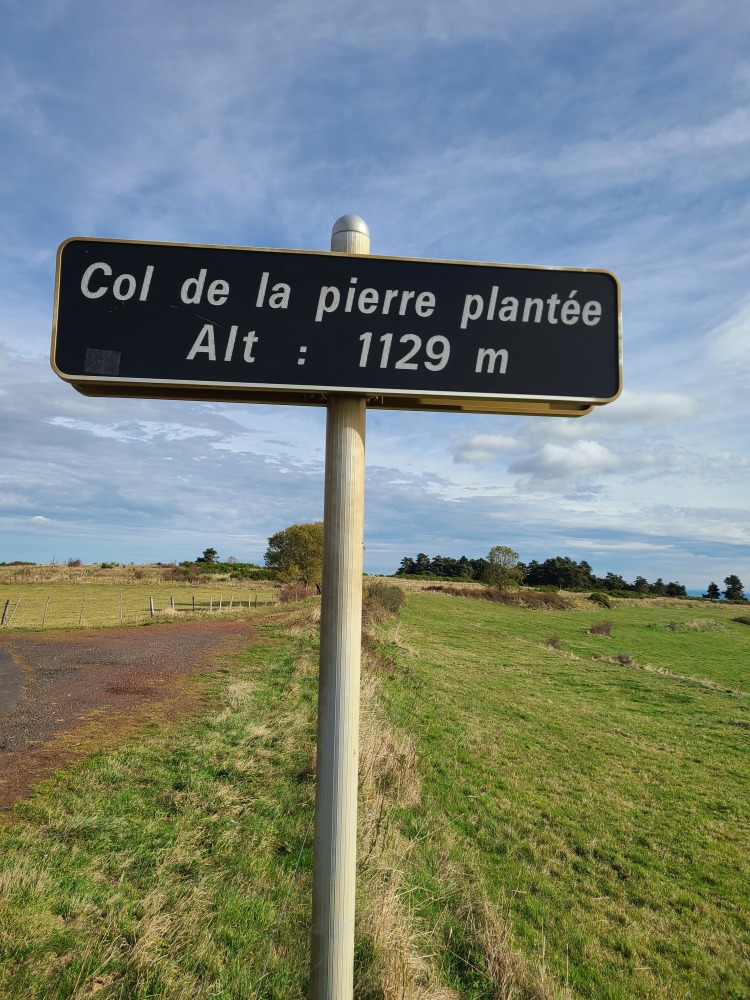 Col de la pierre plantée
Alt : 1129 m